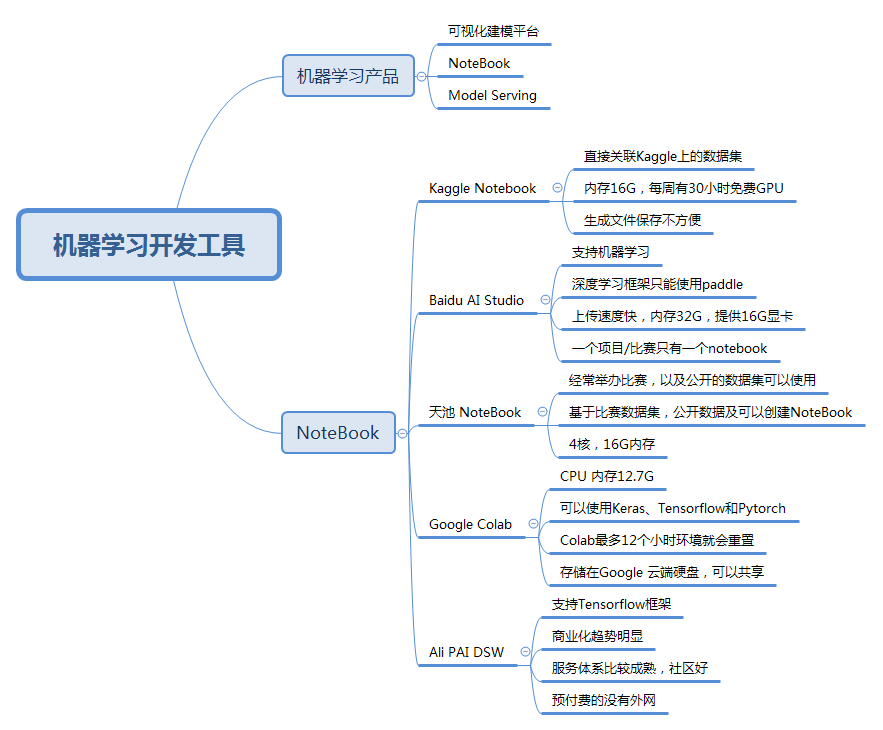 机器学习开发工具
机器学习产品
可视化建模平台
NoteBook
Model Serving
NoteBook
Kaggle Notebook
直接关联Kaggle上的数据集
内存16G，每周有30小时免费GPU
生成文件保存不方便
Baidu AI Studio
支持机器学习
深度学习框架只能使用paddle
上传速度快，内存32G，提供16G显卡
一个项目/比赛只有一个notebook
天池 NoteBook
经常举办比赛，以及公开的数据集可以使用
基于比赛数据集，公开数据及可以创建NoteBook
4核，16G内存
Google Colab
CPU 内存12.7G
可以使用Keras、Tensorflow和Pytorch
Colab最多12个小时环境就会重置
存储在Google 云端硬盘，可以共享
Ali PAI DSW
支持Tensorflow框架
商业化趋势明显
服务体系比较成熟，社区好
预付费的没有外网